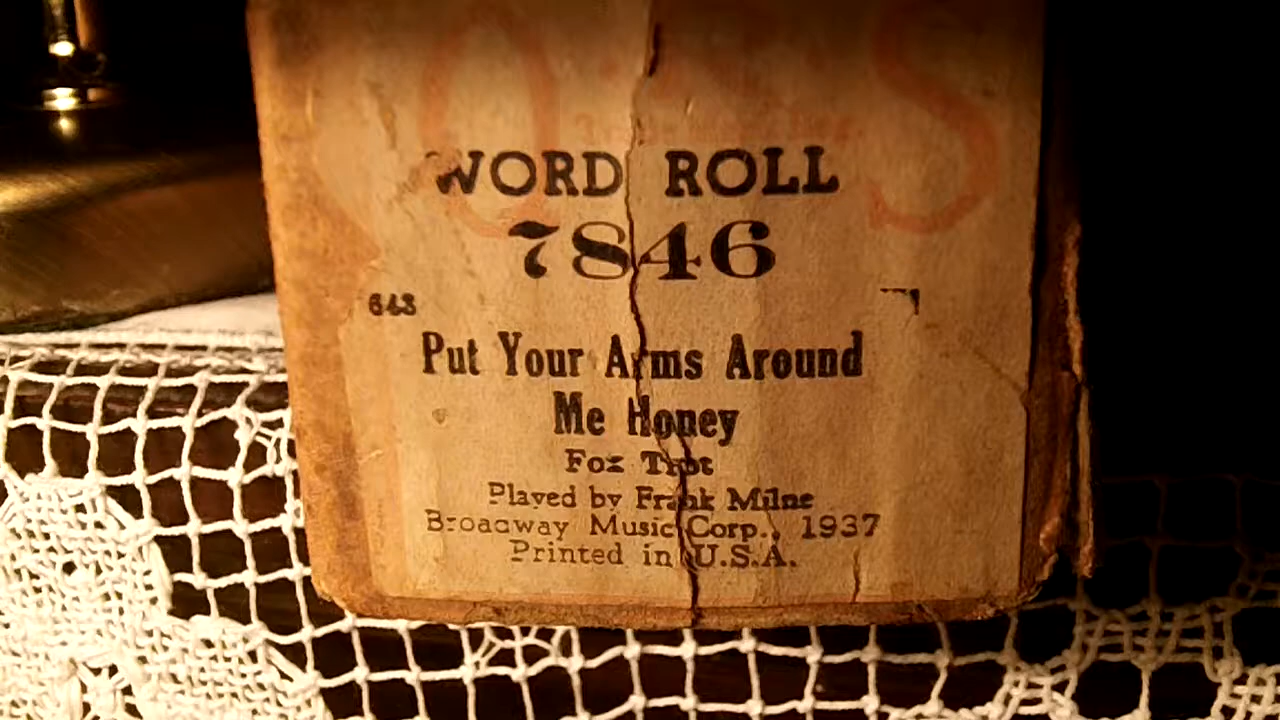 WORD ROLL
7846
643
Put Your Arms Around
Me Honey
Fox Trot
Played by Frank Milne
Broadway Music Corp., 1937
Printed in U.S.A.